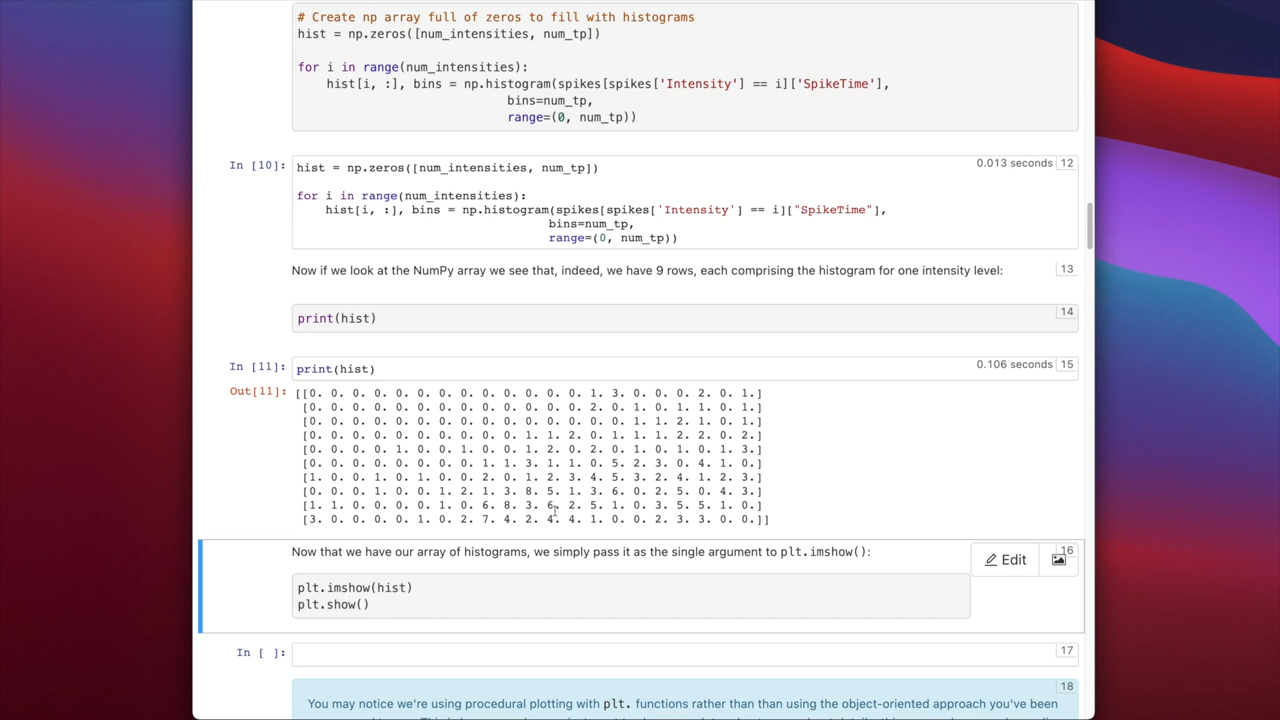 # Create np array full of zeros to fill with histograms
hist = np.zeros([num_intensities, num_tp])
for i in range(num_intensities):
hist[i, :], bins = np.histogram(spikes[spikes['Intensity'] == i]['SpikeTime'],
bins=num_tp,
range=(0, num_tp))
In [10]:
hist = np.zeros([num_intensities, num_tp])
0.013 seconds 12
for i in range(num_intensities):
hist[i, :], bins = np.histogram(spikes[spikes['Intensity'] == i]["SpikeTime"],
bins=num_tp,
range=(0, num_tp))
Now if we look at the NumPy array we see that, indeed, we have 9 rows, each comprising the histogram for one intensity level:
13
print(hist)
14
In [11]:
print(hist)
0.106 seconds 15
Out[11]:
[[0. 0. 0. 0. 0. 0. 0. 0. 0. 0. 0. 0. 0. 1. 3. 0. 0. 0. 2. 0. 1.]
[0. 0. 0. 0. 0. 0. 0. 0. 0. 0. 0. 0. 0. 2. 0. 1. 0. 1. 1. 0. 1.]
[0. 0. 0. 0. 0. 0. 0. 0. 0. 0. 0. 0. 0. 0. 0. 1. 1. 2. 1. 0. 1.]
[0. 0. 0. 0. 0. 0. 0. 0. 0. 0. 1. 1. 2. 0. 1. 1. 1. 2. 2. 0. 2.]
[0. 0. 0. 0. 1. 0. 0. 1. 0. 0. 1. 2. 0. 2. 0. 1. 0. 1. 0. 1. 3.]
[0. 0. 0. 0. 0. 0. 0. 0. 1. 1. 3. 1. 1. 0. 5. 2. 3. 0. 4. 1. 0.]
[1. 0. 0. 1. 0. 1. 0. 0. 2. 0. 1. 2. 3. 4. 5. 3. 2. 4. 1. 2. 3.]
[0. 0. 0. 1. 0. 0. 1. 2. 1. 3. 8. 5. 1. 3. 6. 0. 2. 5. 0. 4. 3.]
[1. 1. 0. 0. 0. 0. 1. 0. 6. 8. 3. 6. 2. 5. 1. 0. 3. 5. 5. 1. 0.]
[3. 0. 0. 0. 0. 1. 0. 2. 7. 4. 2. 4. 4. 1. 0. 0. 2. 3. 3. 0. 0.]]
Now that we have our array of histograms, we simply pass it as the single argument to plt.imshow():
Edit
16
plt.imshow(hist)
plt.show()
In [ ]:
17
18
You may notice we're using procedural plotting with plt. functions rather than than using the object-oriented approach you've been